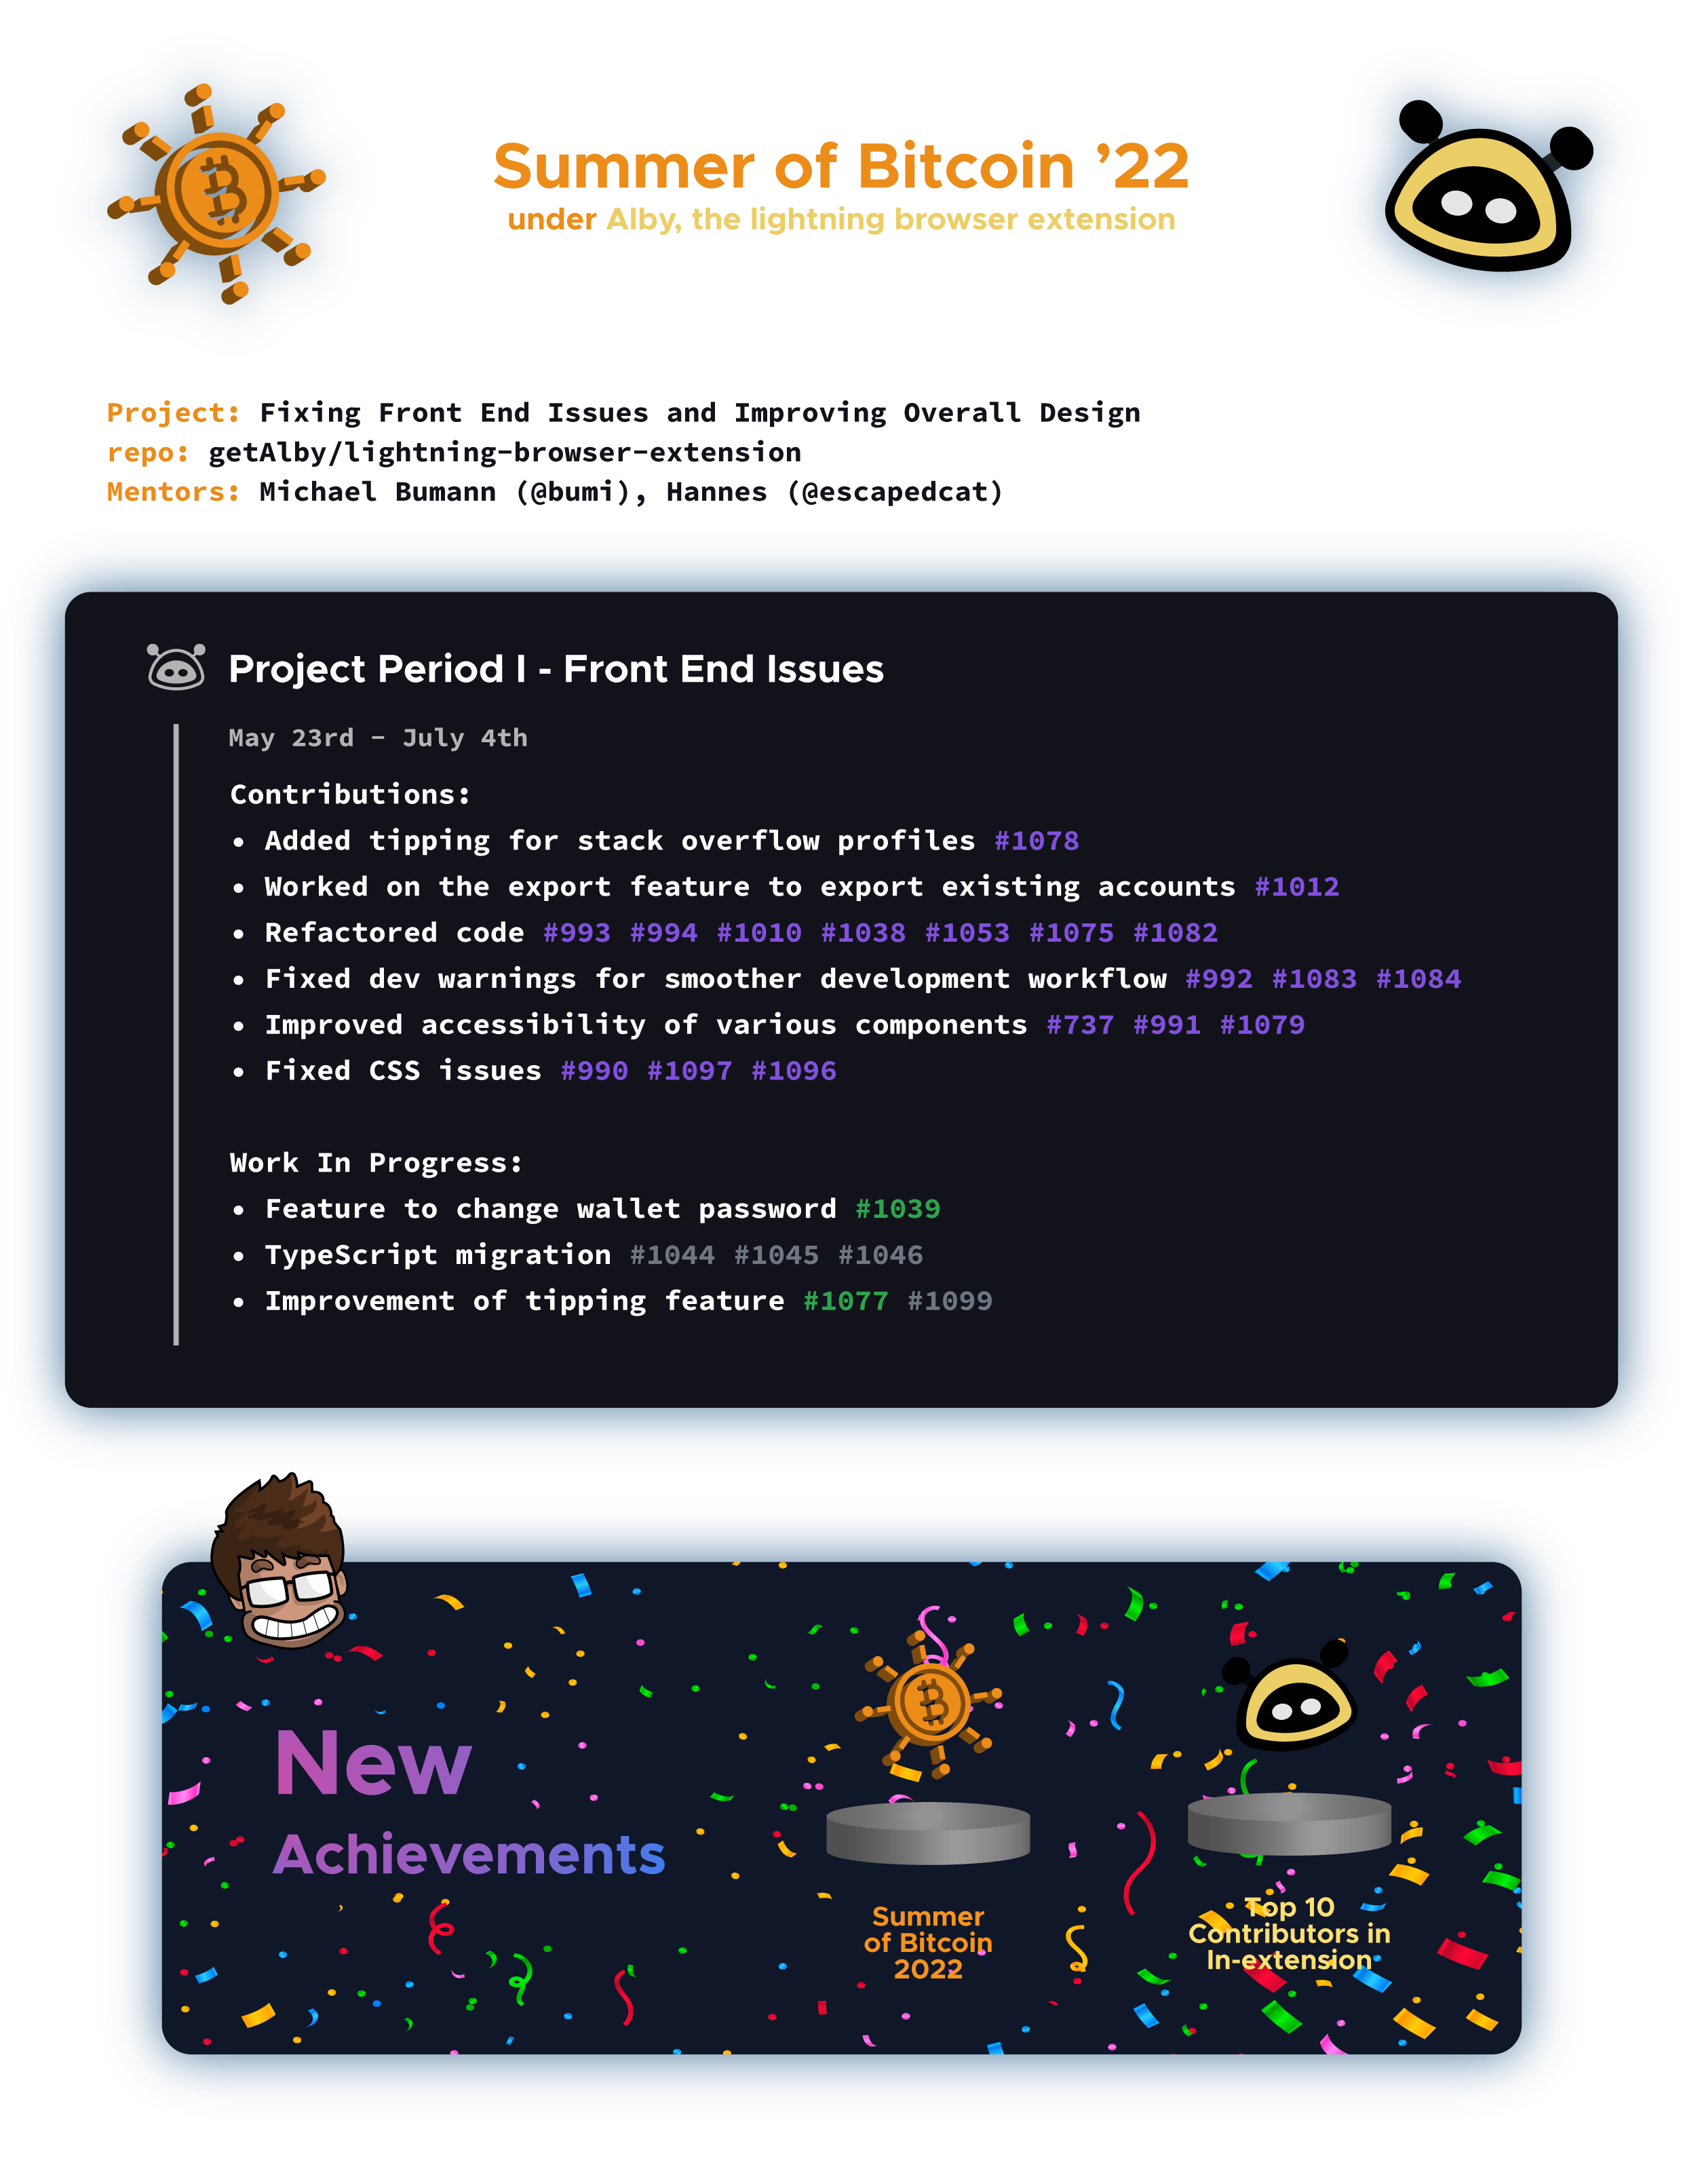 Summer of Bitcoin ’22
under Alby, the lightning browser extension
Project: Fixing Front End Issues and Improving Overall Design
repo: getAlby/lightning-browser-extension
Mentors: Michael Bumann (@bumi), Hannes (@escapedcat)
Project Period I - Front End Issues
May 23rd - July 4th
Contributions:
• Added tipping for stack overflow profiles #1078
• Worked on the export feature to export existing accounts #1012
• Refactored code #993 #994 #1010 #1038 #1053 #1075 #1082
• Fixed dev warnings for smoother development workflow #992 #1083 #1084
• Improved accessibility of various components #737 #991 #1079
• Fixed CSS issues #990 #1097 #1096
Work In Progress:
• Feature to change wallet password #1039
• TypeScript migration #1044 #1045 #1046
• Improvement of tipping feature #1077 #1099
New
Achievements
Summer
of Bitcoin
2022
Top 10
Contributors in
In-extension